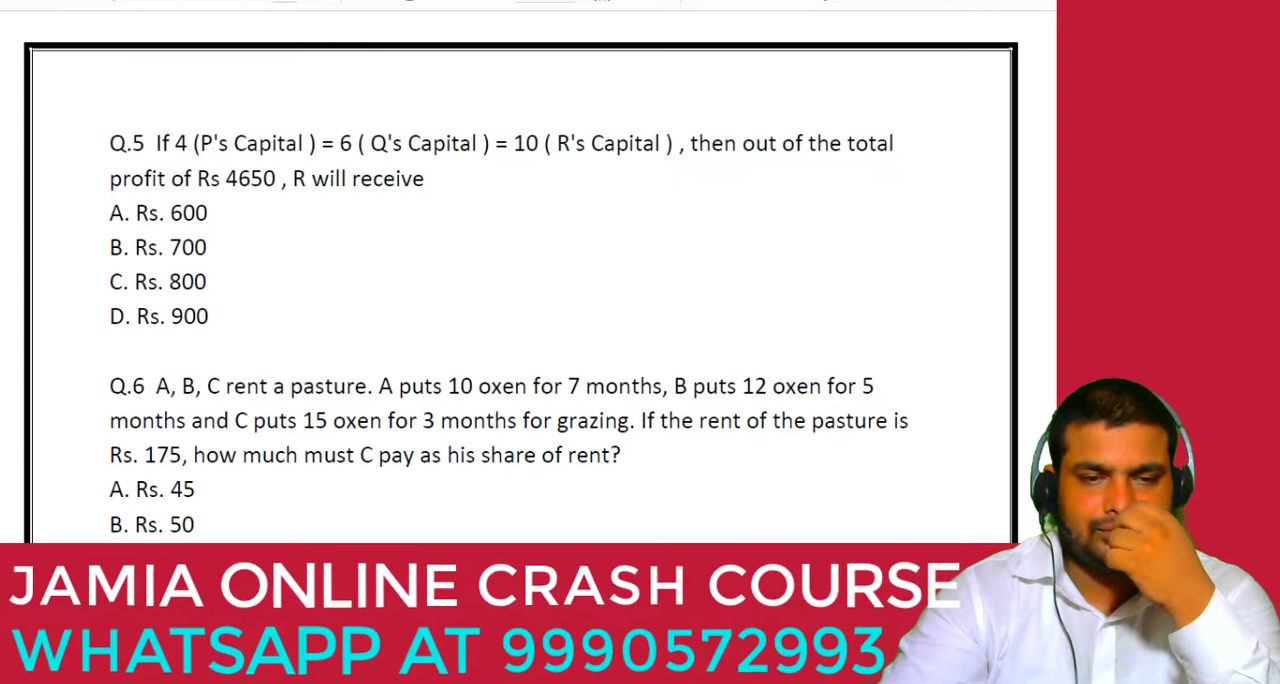 Q.5 If 4 (P's Capital ) = 6 ( Q's Capital ) = 10 ( R's Capital ) , then out of the total
profit of Rs 4650 , R will receive
A. Rs. 600
B. Rs. 700
C. Rs. 800
D. Rs. 900
Q.6 A, B, C rent a pasture. A puts 10 oxen for 7 months, B puts 12 oxen for 5
months and C puts 15 oxen for 3 months for grazing. If the rent of the pasture is
Rs. 175, how much must C pay as his share of rent?
A. Rs. 45
B. Rs. 50
JAMIA ONLINE CRASH COURSE
WHATSAPP AT 9990572993